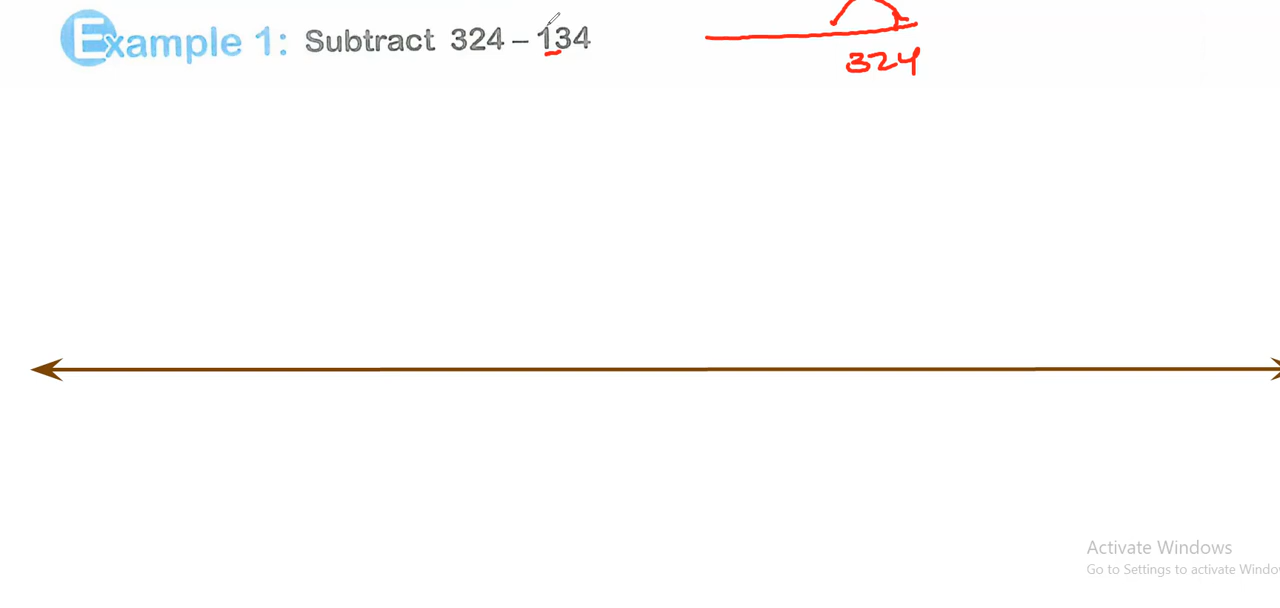 Example 1: Subtract 324 – 134
324
Activate Windows
Go to Settings to activate Windo